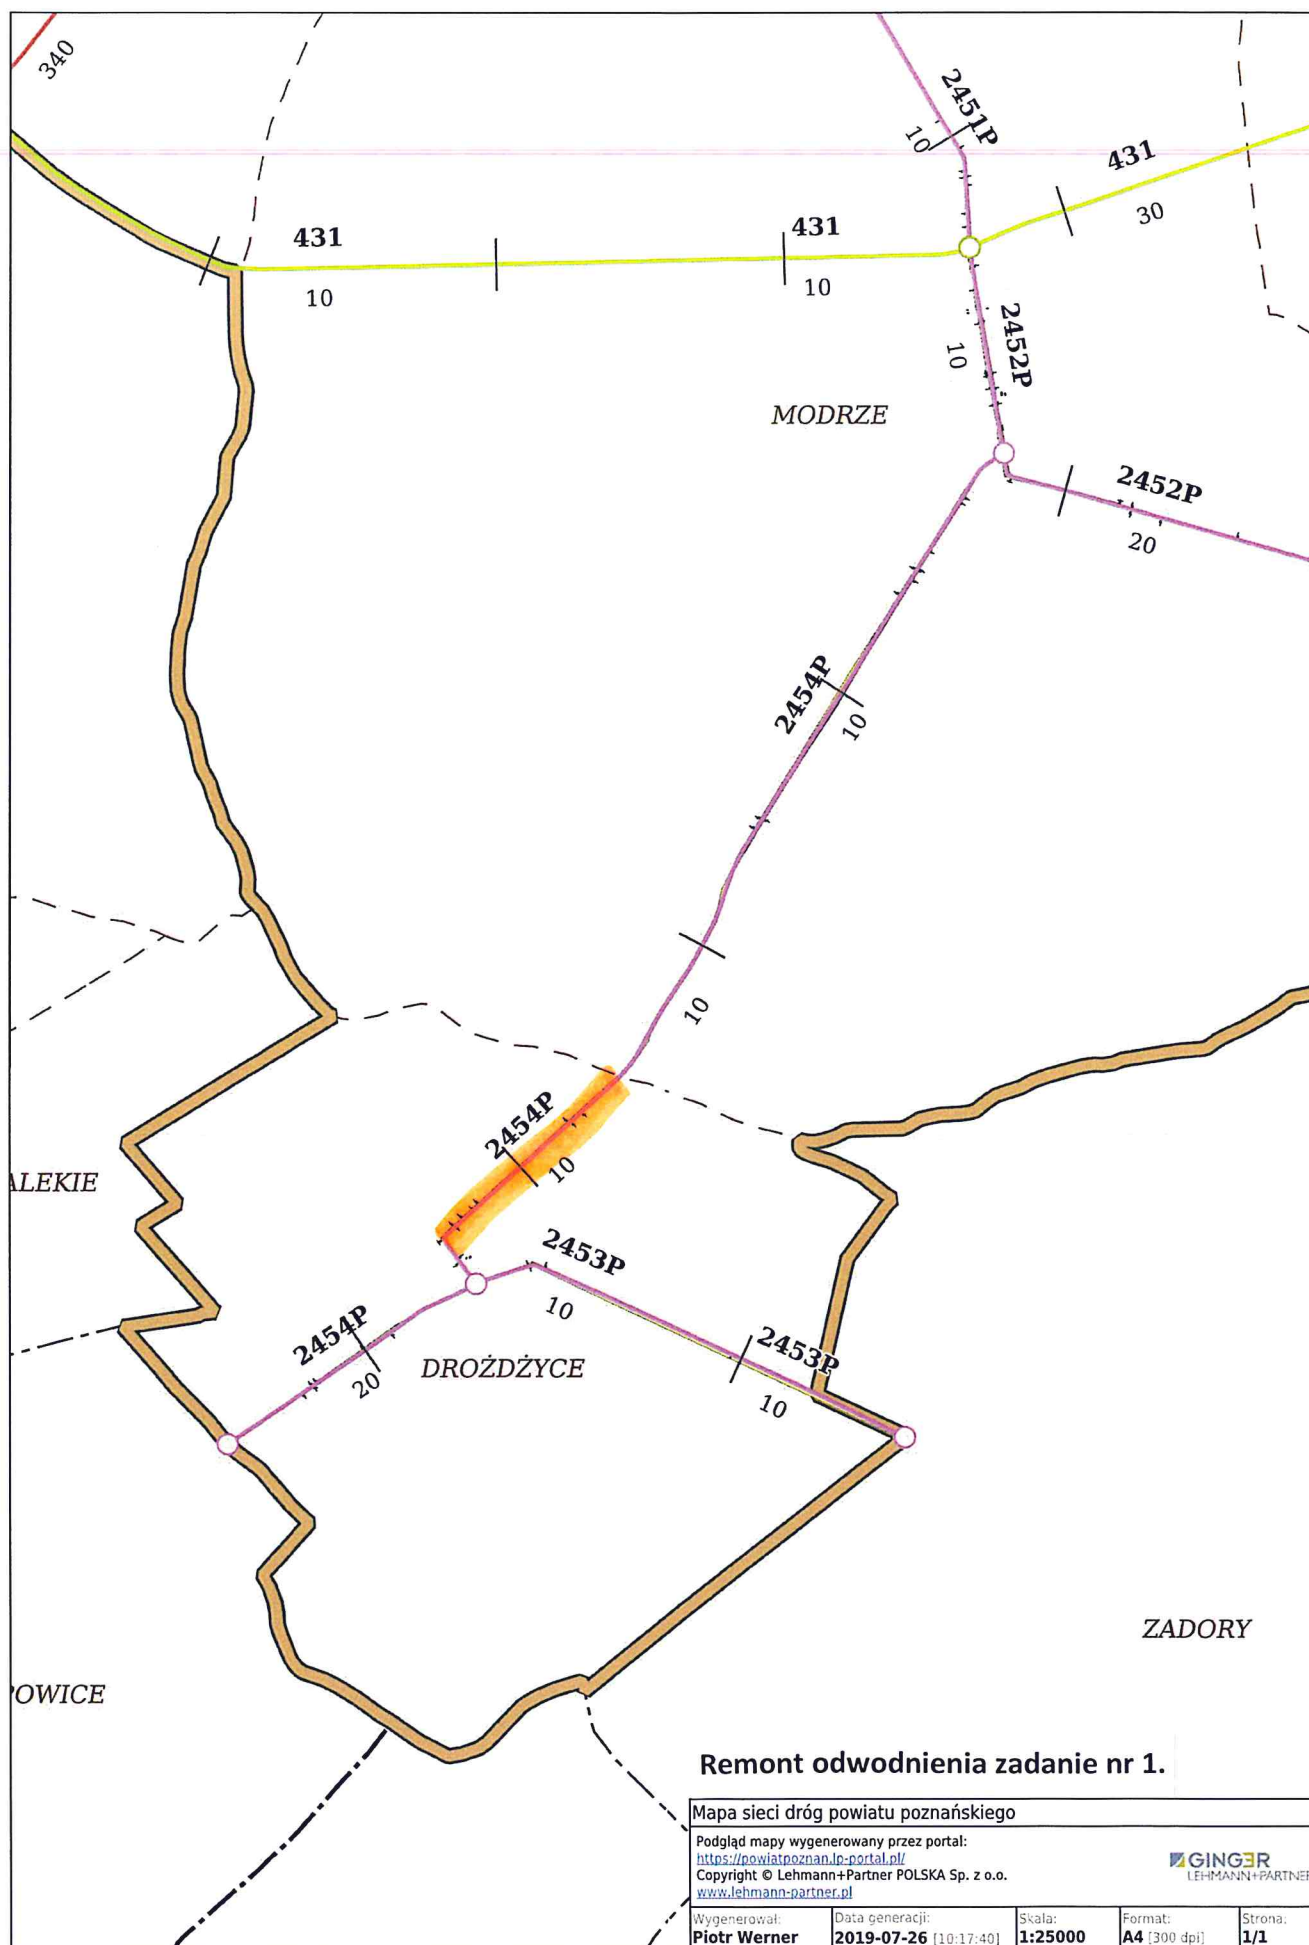 340
2451P
10
431
30
431
431
10
10
2452P
10
MODRZE
2452P
20
2454P
10
10
2454P
10
ALEKIE
2453P
10
2454P
20
DROŻDŻYCE
2453P
10
ZADORY
OWICE
Remont odwodnienia zadanie nr 1.
Mapa sieci dróg powiatu poznańskiego
Podgląd mapy wygenerowany przez portal:
https://powiatpoznan.lp-portal.pl/
Copyright © Lehmann+Partner POLSKA Sp. z o.o.
www.lehmann-partner.pl
GINGER
LEHMANN+PARTNER
Wygenerował: Data generacji: Skala: Format: Strona:
Piotr Werner 2019-07-26 [10:17:40] 1:25000 A4 [300 dpi] 1/1